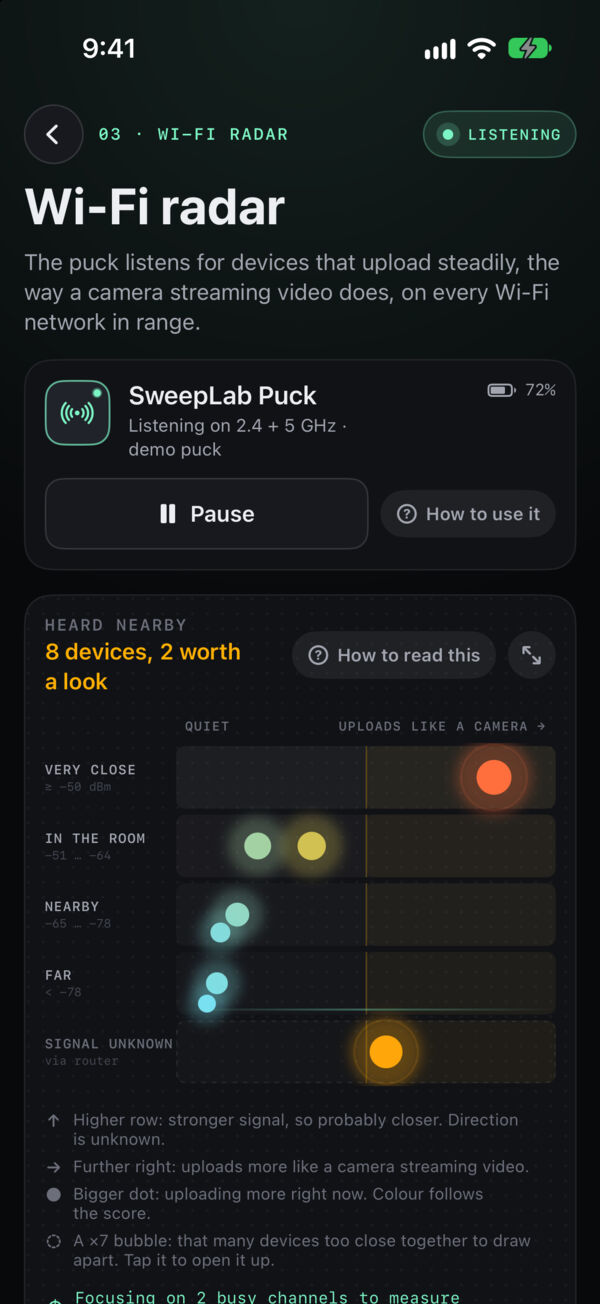 9:41
03 · WI-FI RADAR
LISTENING
Wi-Fi radar
The puck listens for devices that upload steadily, the
way a camera streaming video does, on every Wi-Fi
network in range.
SweepLab Puck
72%
Listening on 2.4 + 5 GHz ·
demo puck
Pause
How to use it
HEARD NEARBY
8 devices, 2 worth
a look
How to read this
QUIET
UPLOADS LIKE A CAMERA →
VERY CLOSE
≥ −50 dBm
IN THE ROOM
−51 … −64
NEARBY
−65 … −78
FAR
< −78
SIGNAL UNKNOWN
via router
↑ Higher row: stronger signal, so probably closer. Direction
is unknown.
→ Further right: uploads more like a camera streaming video.
Bigger dot: uploading more right now. Colour follows
the score.
A ×7 bubble: that many devices too close together to draw
apart. Tap it to open it up.
Focusing on 2 busy channels to measure